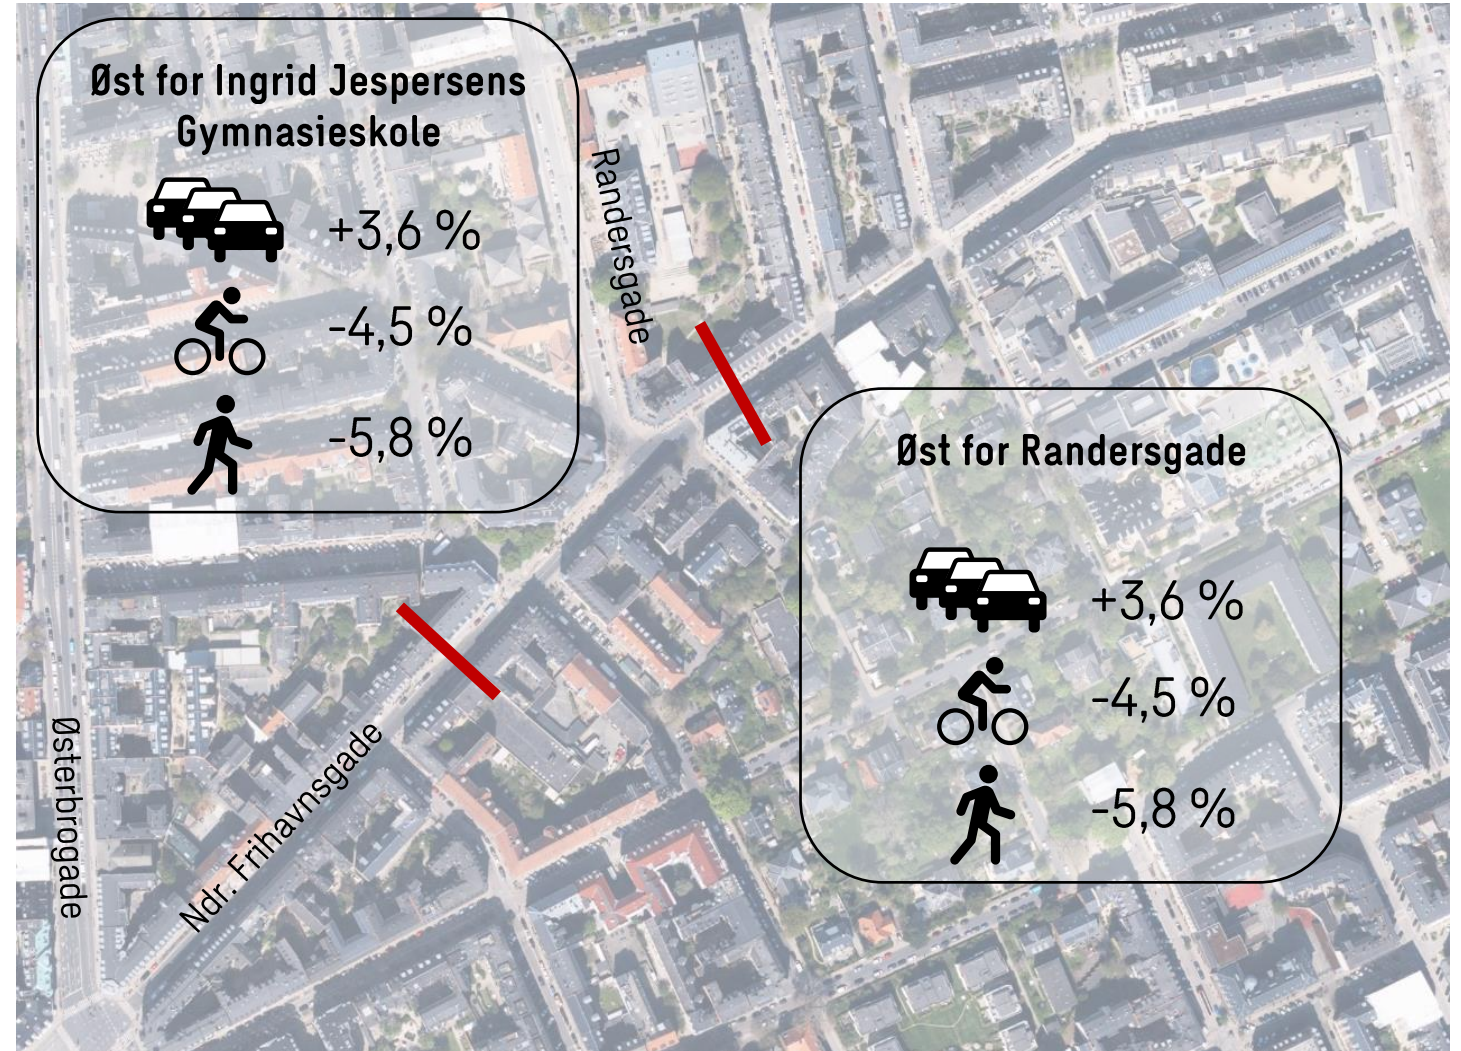 Øst for Ingrid Jespersens
Gymnasieskole
+3,6 %
-4,5 %
-5,8 %
Randersgade
Øst for Randersgade
+3,6 %
-4,5 %
-5,8 %
Østerbrogade
Ndr. Frihavnsgade